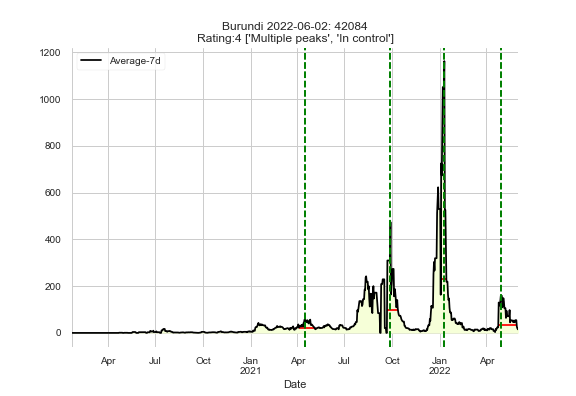 Burundi 2022-06-02: 42084
Rating:4 ['Multiple peaks', 'In control']
Average-7d
1200
1000
800
600
400
200
0
Apr Jul Oct Jan Apr Jul Oct Jan Apr
2021 2022
Date